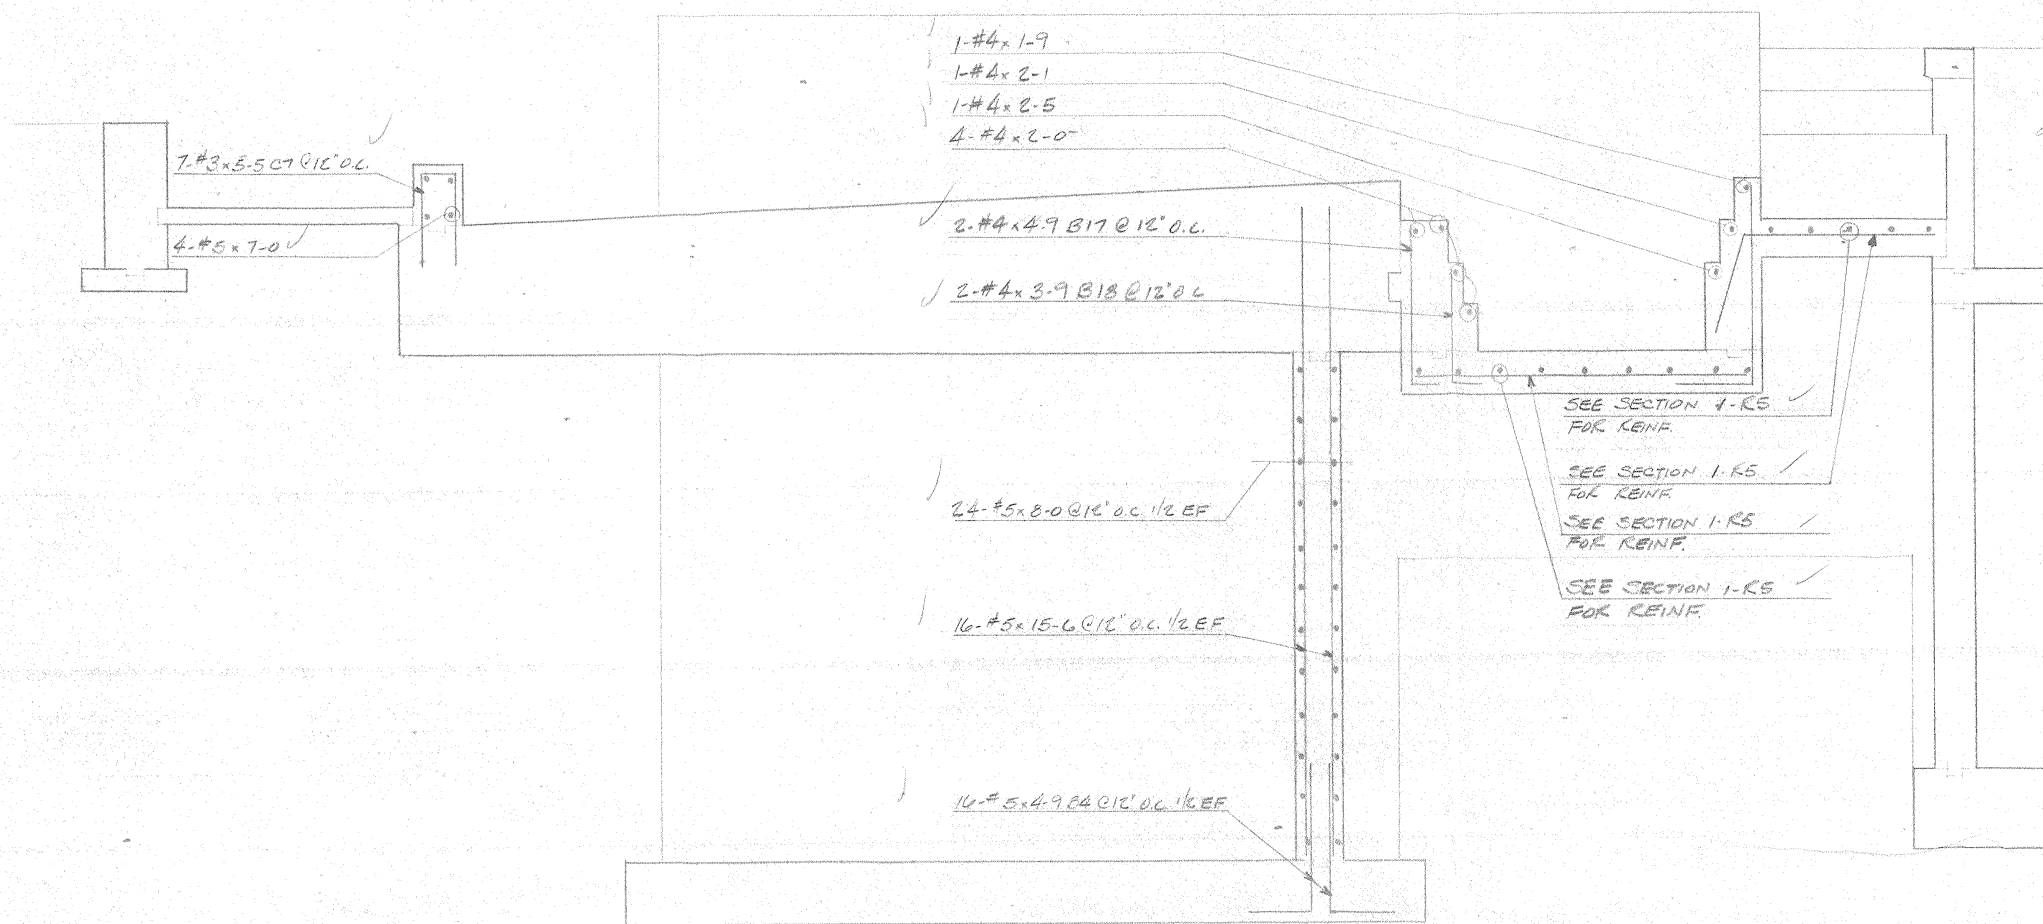 1-#4x 1-9
1-#4x 2-1
1-#4x 2-5
4-#4x2-0
7-#3x5-5 C7 @12" O.C.
4-#5x7-0
2-#4x4-9 B17 @ 12" O.C.
2-#4x 3-9 B18 @ 12" O.C
SEE SECTION 1-R5
FOR REINF.
SEE SECTION 1-R5
FOR REINF.
24-#5x8-0 @12" O.C. 1/2 EF
SEE SECTION 1-R5
FOR REINF.
SEE SECTION 1-R5
FOR REINF.
16-#5x15-6 @12" O.C. 1/2 EF
16-#5x4-9 B4 @12" O.C. 1/2 EF